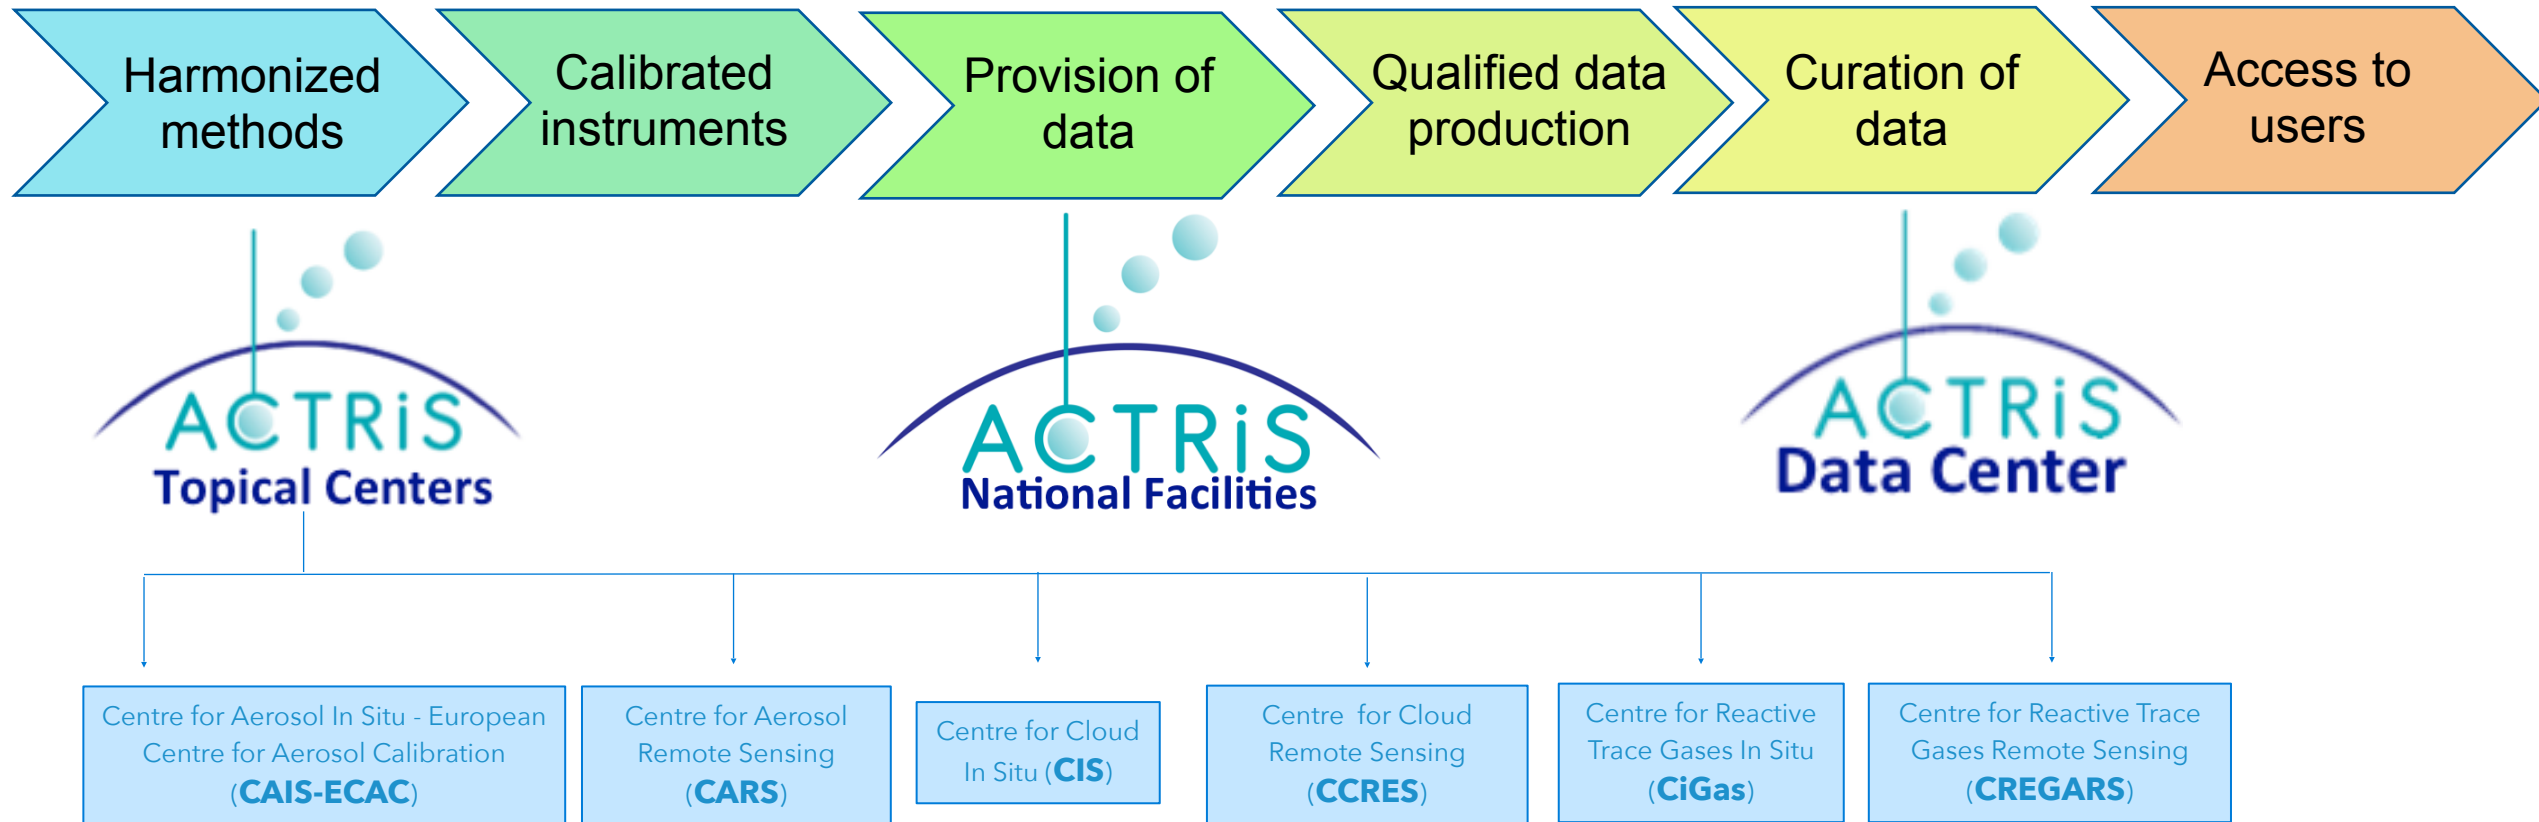 Harmonized
methods
Calibrated
instruments
Provision of
data
Qualified data
production
Curation of
data
Access to
users
ACTRiS
Topical Centers
ACTRiS
National Facilities
ACTRiS
Data Center
Centre for Aerosol In Situ - European
Centre for Aerosol Calibration
(CAIS-ECAC)
Centre for Aerosol
Remote Sensing
(CARS)
Centre for Cloud
In Situ (CIS)
Centre for Cloud
Remote Sensing
(CCRES)
Centre for Reactive
Trace Gases In Situ
(CiGas)
Centre for Reactive Trace
Gases Remote Sensing
(CREGARS)